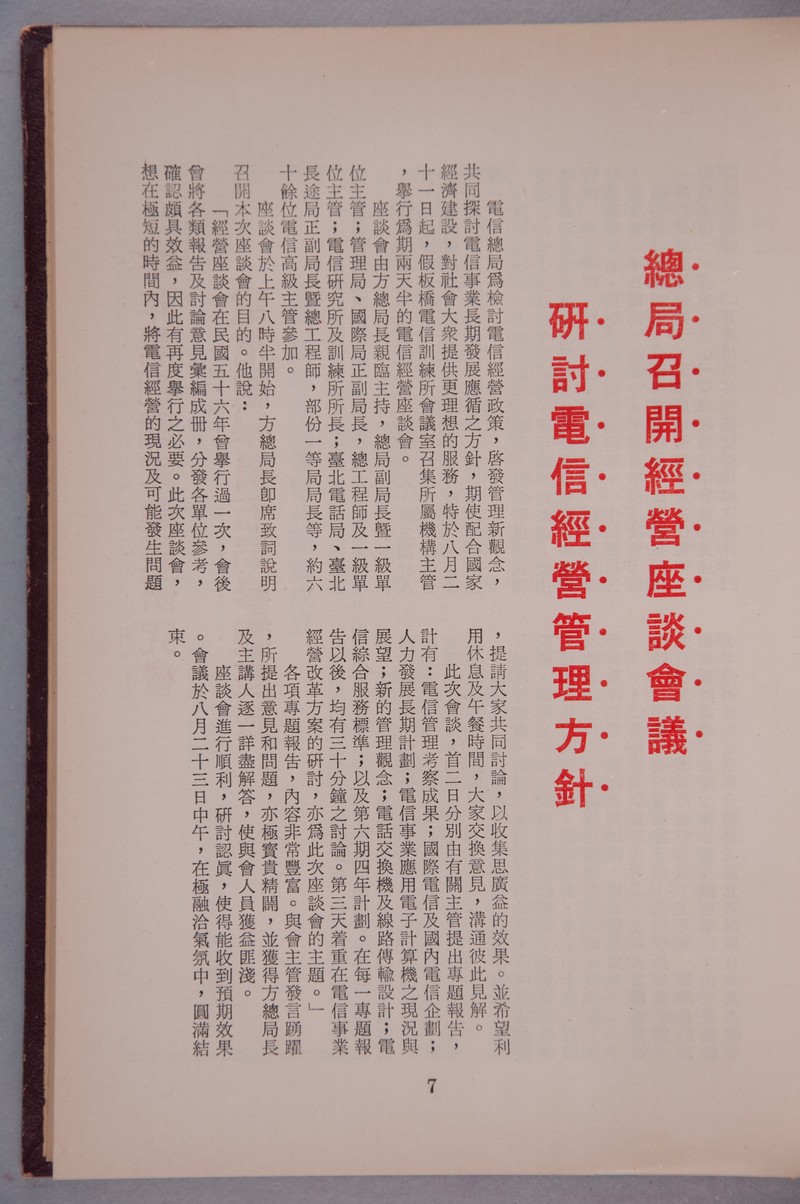 總局召開經營座談會議
研討電信經營管理方針
電信總局爲檢討電信經營政策，啓發管理新觀念，
共同探討電信事業長期發展應循之方針，期使配合國家
經濟建設，對社會大衆提供更理想的服務，特於八月二
十一日起，假板橋電信訓練所會議室召集所屬機構主管
，舉行爲期兩天半的電信經營座談會。
座談會由方總局長親臨主持，總局副局長暨一級單
位主管；管理局、國際局正副局長，總工程師及一級單
位主管；電信研究所及訓練所所長；臺北電話局、臺北
長途局正副局長暨總工程師，部份一等局局長等，約六
十餘位電信高級主管參加。
座談會於上午八時半開始，方總局長卽席致詞說明
召開本次座談會的目的。他說：
「經營座談會在民國五十六年曾舉行過一次，會後
曾將各類報告及討論意見彙編成冊，分發各單位參考，
確認頗具效益，因此有再度舉行之必要。此次座談會，
想在極短的時間內，將電信經營的現況及可能發生問題
，提請大家共同討論，以收集思廣益的效果。並希望利
用休息及午餐時間，大家交換意見，溝通彼此見解。
此次會談，首二日分別由有關主管提出專題報告，
計有：電信管理考察成果；國際電信及國內電信企劃；
人力發展長期計劃；電信事業應用電子計算機之現況與
展望；新的管理觀念；電話交換機及線路傳輸設計；電
信綜合服務標準；以及第六期四年計劃。在每一專題報
告以後，均有三十分鐘之討論。第三天着重在電信事業
經營改革方案的研討，亦爲此次座談會的主題。」
各項專題報告，內容非常豐富。與會主管發言踴躍
，所提出意見和問題，亦極寶貴精闢，並獲得方總局長
及主講人逐一詳盡解答，使與會人員獲益匪淺。
座談會進行順利，研討認眞，使得能收到預期效果
。會議於八月二十三日中午，在極融洽氣氛中，圓滿結
束。
7